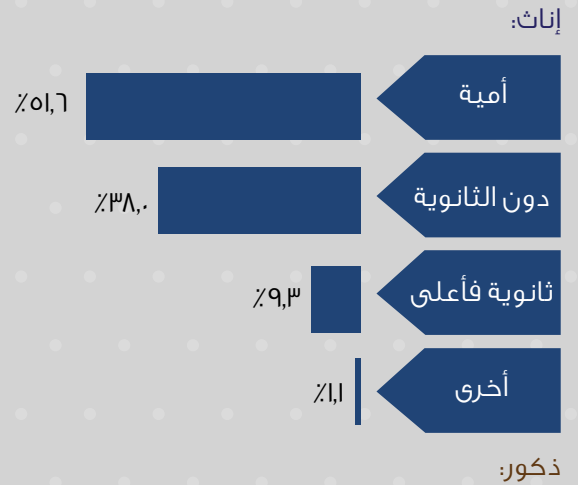 إناث:
أمية ٥١,٦٪
دون الثانوية ٣٨,٠٪
ثانوية فأعلى ٩,٣٪
أخرى ١,١٪
ذكور: